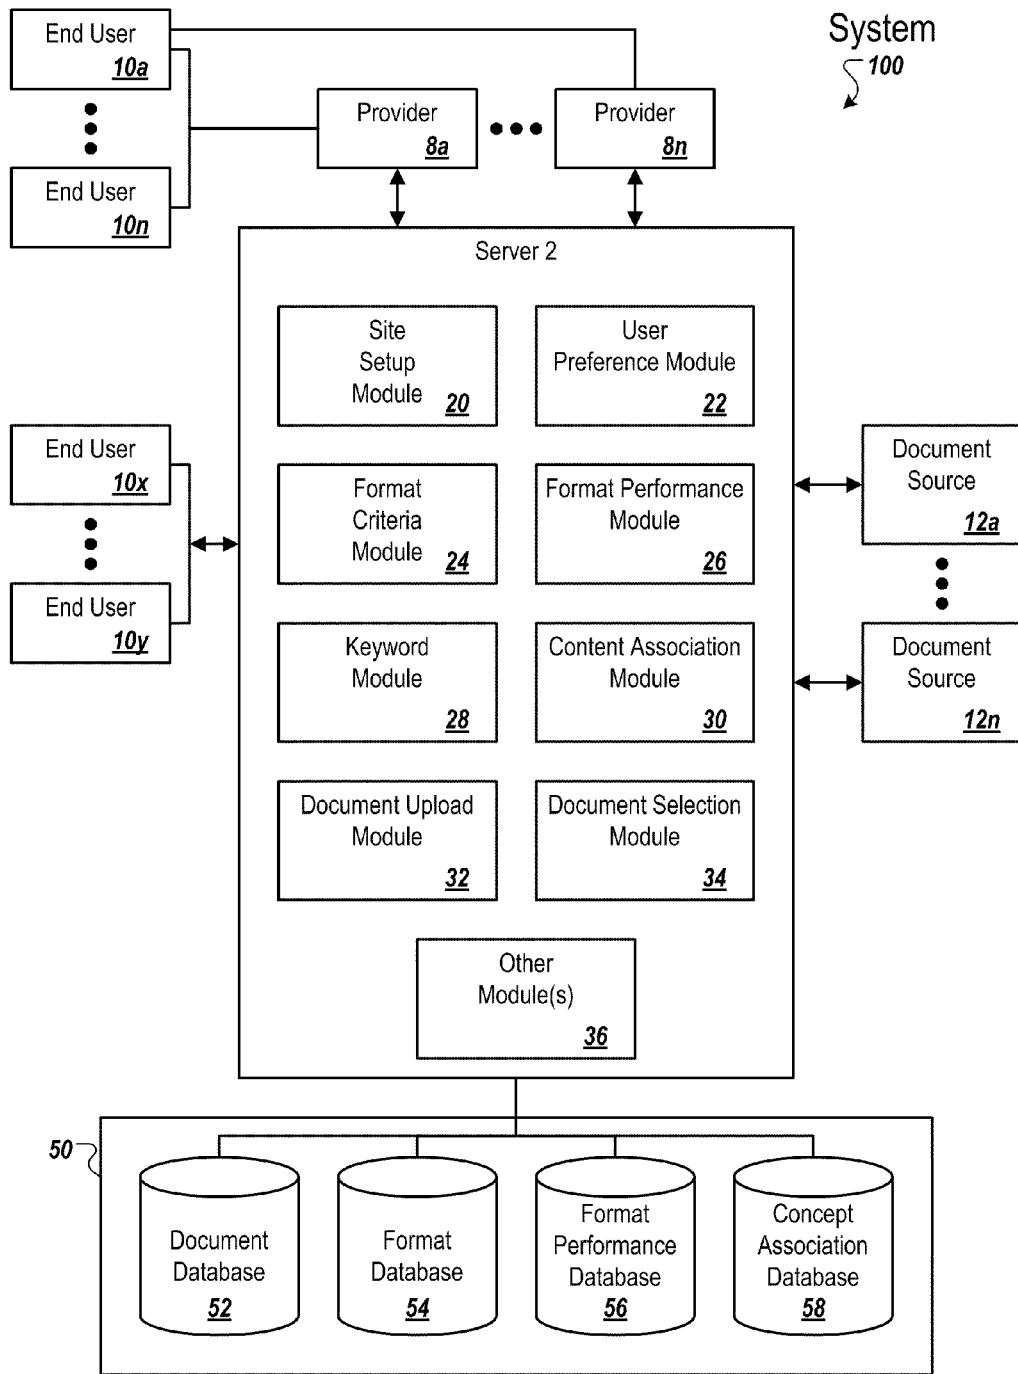 System
100
End User
10a
End User
10n
Provider
8a
Provider
8n
Server 2
Site
Setup
Module
20
User
Preference Module
22
Format
Criteria
Module
24
Format Performance
Module
26
Keyword
Module
28
Content Association
Module
30
Document Upload
Module
32
Document Selection
Module
34
Other
Module(s)
36
End User
10x
End User
10y
Document
Source
12a
Document
Source
12n
50
Document
Database
52
Format
Database
54
Format
Performance
Database
56
Concept
Association
Database
58